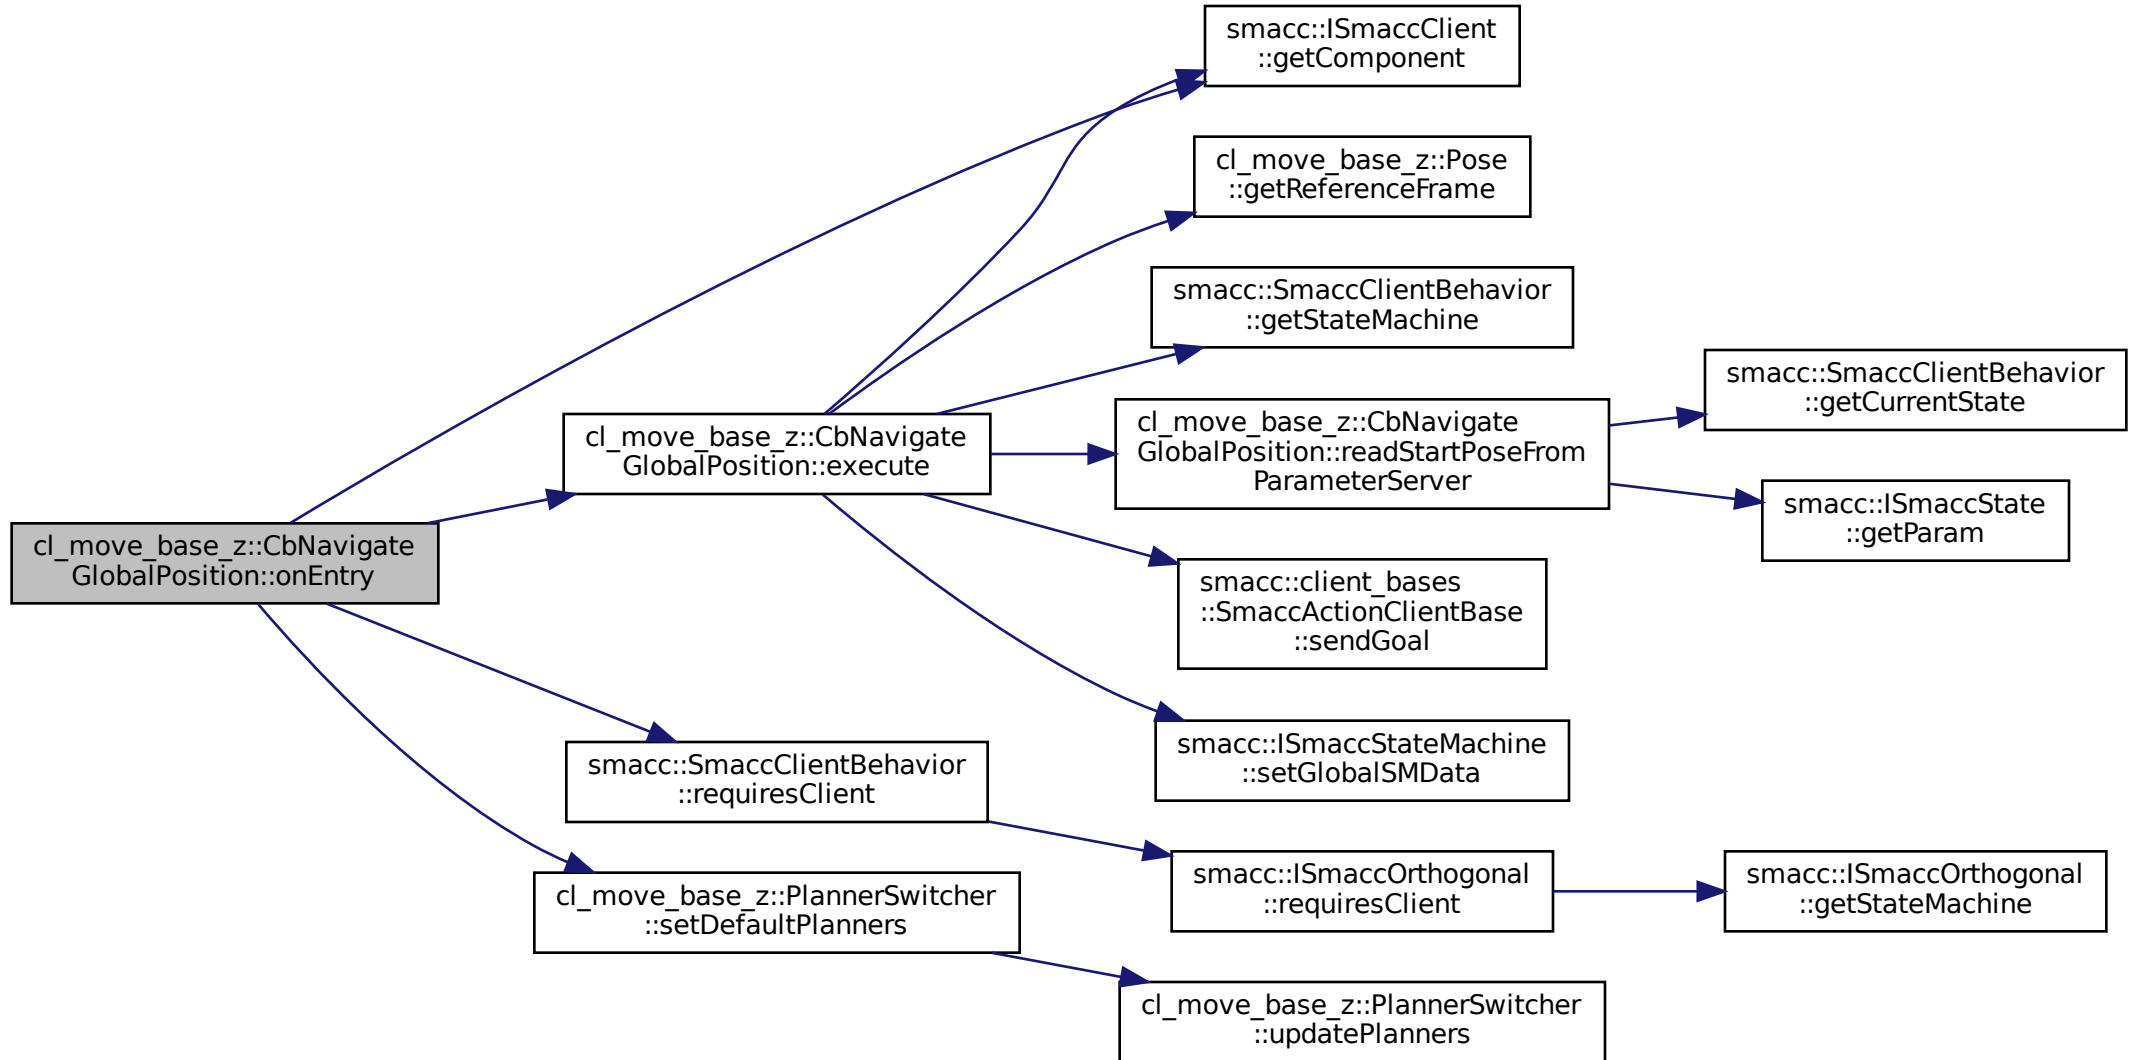 smacc::ISmaccClient
::getComponent
cl_move_base_z::Pose
::getReferenceFrame
smacc::SmaccClientBehavior
::getStateMachine
smacc::SmaccClientBehavior
::getCurrentState
cl_move_base_z::CbNavigate
GlobalPosition::execute
cl_move_base_z::CbNavigate
GlobalPosition::readStartPoseFrom
ParameterServer
smacc::ISmaccState
::getParam
cl_move_base_z::CbNavigate
GlobalPosition::onEntry
smacc::client_bases
::SmaccActionClientBase
::sendGoal
smacc::ISmaccStateMachine
::setGlobalSMData
smacc::SmaccClientBehavior
::requiresClient
smacc::ISmaccOrthogonal
::requiresClient
smacc::ISmaccOrthogonal
::getStateMachine
cl_move_base_z::PlannerSwitcher
::setDefaultPlanners
cl_move_base_z::PlannerSwitcher
::updatePlanners